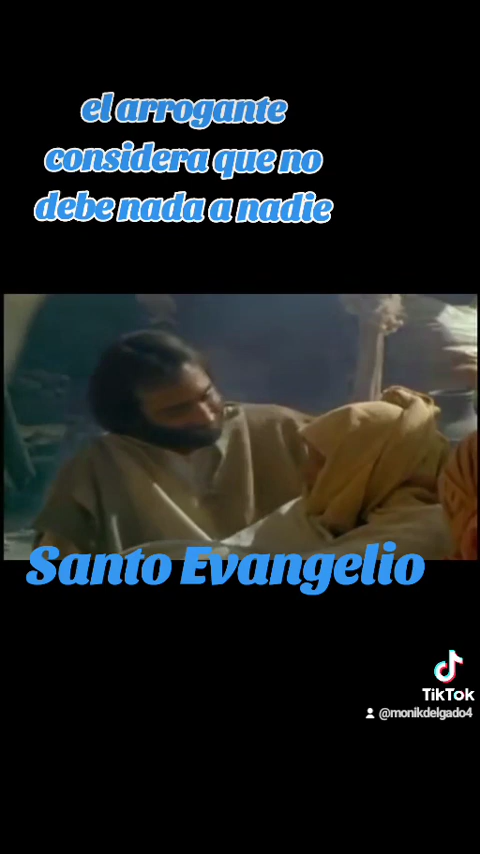 el arrogante
considera que no
debe nada a nadie
Santo Evangelio
TikTok
@monikdelgado4